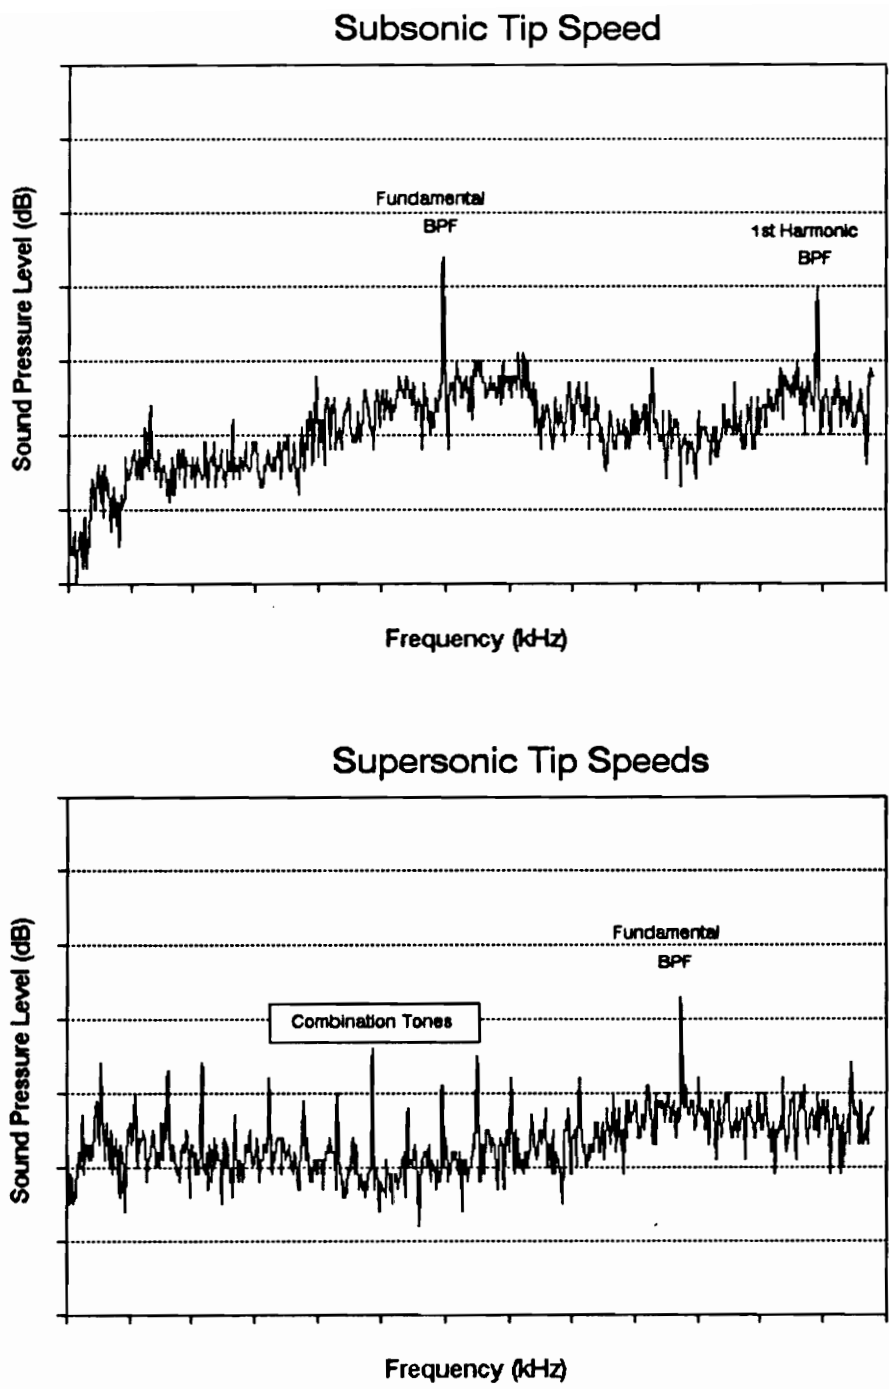 Subsonic Tip Speed
Sound Pressure Level (dB)
Fundamental
BPF
1st Harmonic
BPF
Frequency (kHz)
Supersonic Tip Speeds
Sound Pressure Level (dB)
Fundamental
BPF
Combination Tones
Frequency (kHz)